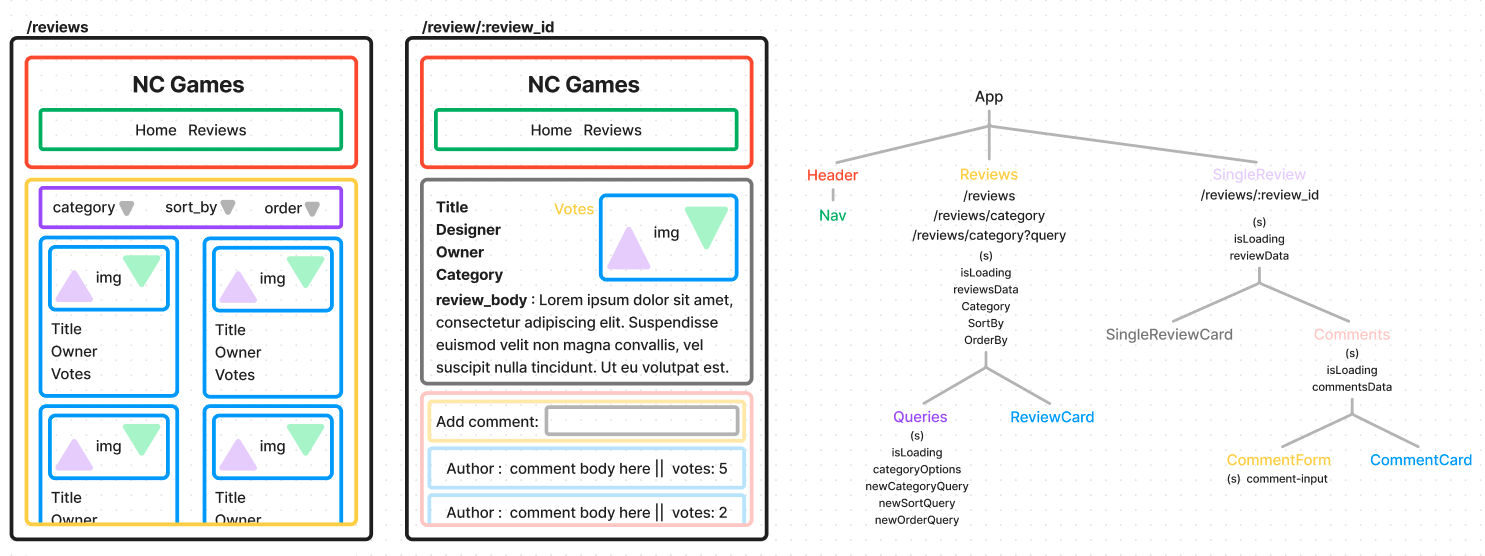 /reviews
NC Games
Home Reviews
category sort_by order
img
Title
Owner
Votes
img
Title
Owner
Votes
img
Title
Owner
img
Title
Owner
/review/:review_id
NC Games
Home Reviews
Title
Designer
Owner
Category
Votes
img
review_body : Lorem ipsum dolor sit amet,
consectetur adipiscing elit. Suspendisse
euismod velit non magna convallis, vel
suscipit nulla tincidunt. Ut eu volutpat est.
Add comment:
Author : comment body here || votes: 5
Author : comment body here || votes: 2
App
Header
Nav
Reviews
/reviews
/reviews/category
/reviews/category?query
(s)
isLoading
reviewsData
Category
SortBy
OrderBy
Queries
(s)
isLoading
categoryOptions
newCategoryQuery
newSortQuery
newOrderQuery
ReviewCard
SingleReview
/reviews/:review_id
(s)
isLoading
reviewData
SingleReviewCard
Comments
(s)
isLoading
commentsData
CommentForm
(s) comment-input
CommentCard